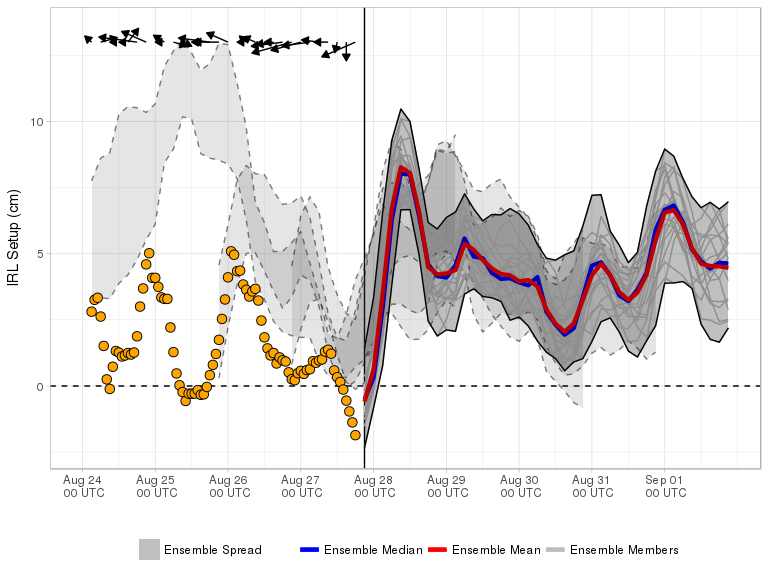 IRL Setup (cm)
10
5
0
Aug 24 Aug 25 Aug 26 Aug 27 Aug 28 Aug 29 Aug 30 Aug 31 Sep 01
00 UTC 00 UTC 00 UTC 00 UTC 00 UTC 00 UTC 00 UTC 00 UTC 00 UTC
Ensemble Spread Ensemble Median Ensemble Mean Ensemble Members